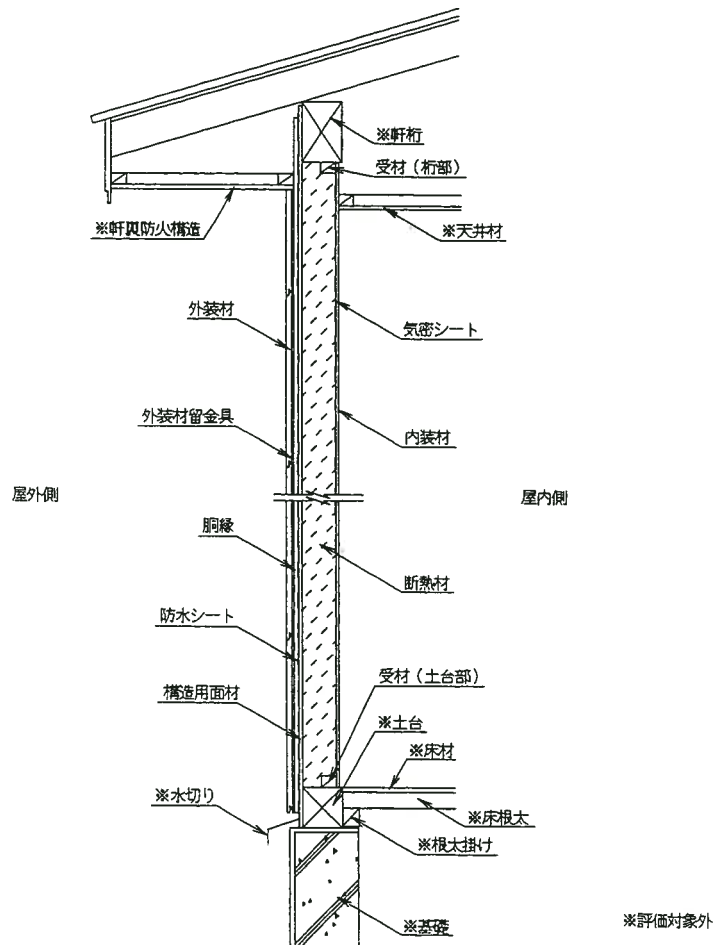 ※軒桁
受材（桁部）
※軒裏防火構造
※天井材
外装材
気密シート
外装材留金具
内装材
屋外側
屋内側
胴縁
断熱材
防水シート
受材（土台部）
構造用面材
※土台
※床材
※水切り
※床根太
※根太掛け
※基礎
※評価対象外